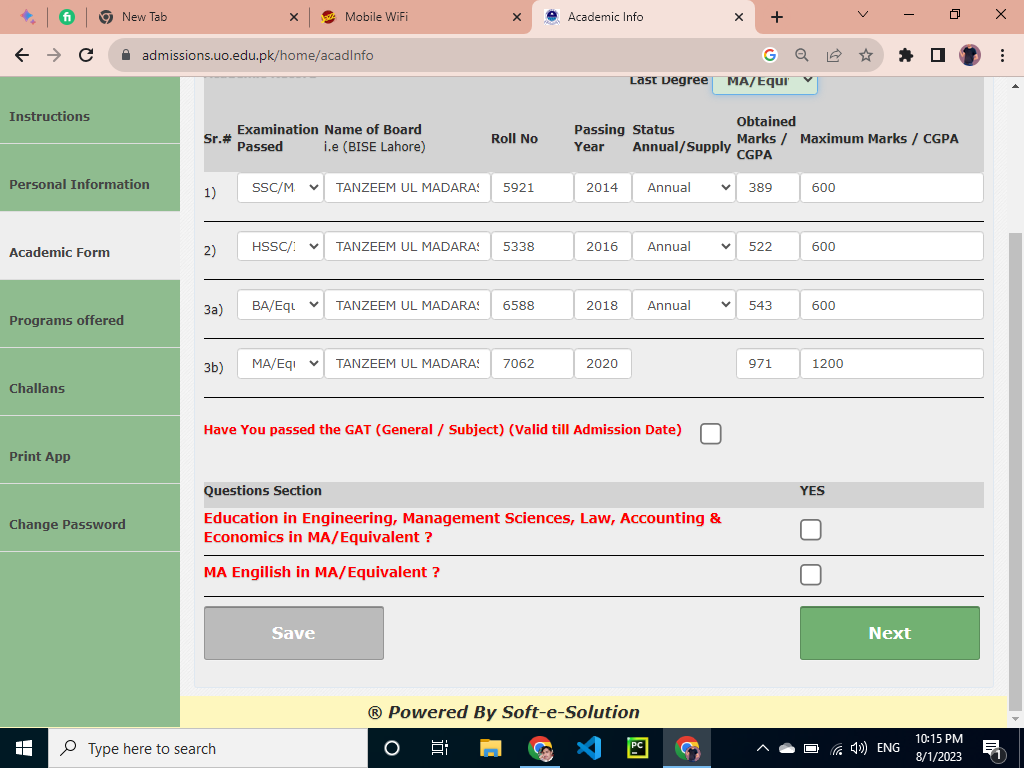 New Tab
Mobile WiFi
Academic Info
admissions.uo.edu.pk/home/acadInfo
Instructions
Personal Information
Academic Form
Programs offered
Challans
Print App
Change Password
Last Degree MA/Equi
Sr.# Examination Passed Name of Board i.e (BISE Lahore) Roll No Passing Year Status Annual/Supply Obtained Marks / CGPA Maximum Marks / CGPA
1) SSC/M TANZEEM UL MADARAS 5921 2014 Annual 389 600
2) HSSC/ TANZEEM UL MADARAS 5338 2016 Annual 522 600
3a) BA/Equ TANZEEM UL MADARAS 6588 2018 Annual 543 600
3b) MA/Equ TANZEEM UL MADARAS 7062 2020 971 1200
Have You passed the GAT (General / Subject) (Valid till Admission Date)
Questions Section YES
Education in Engineering, Management Sciences, Law, Accounting &
Economics in MA/Equivalent ?
MA Engilish in MA/Equivalent ?
Save Next
® Powered By Soft-e-Solution
Type here to search
ENG
10:15 PM
8/1/2023
1